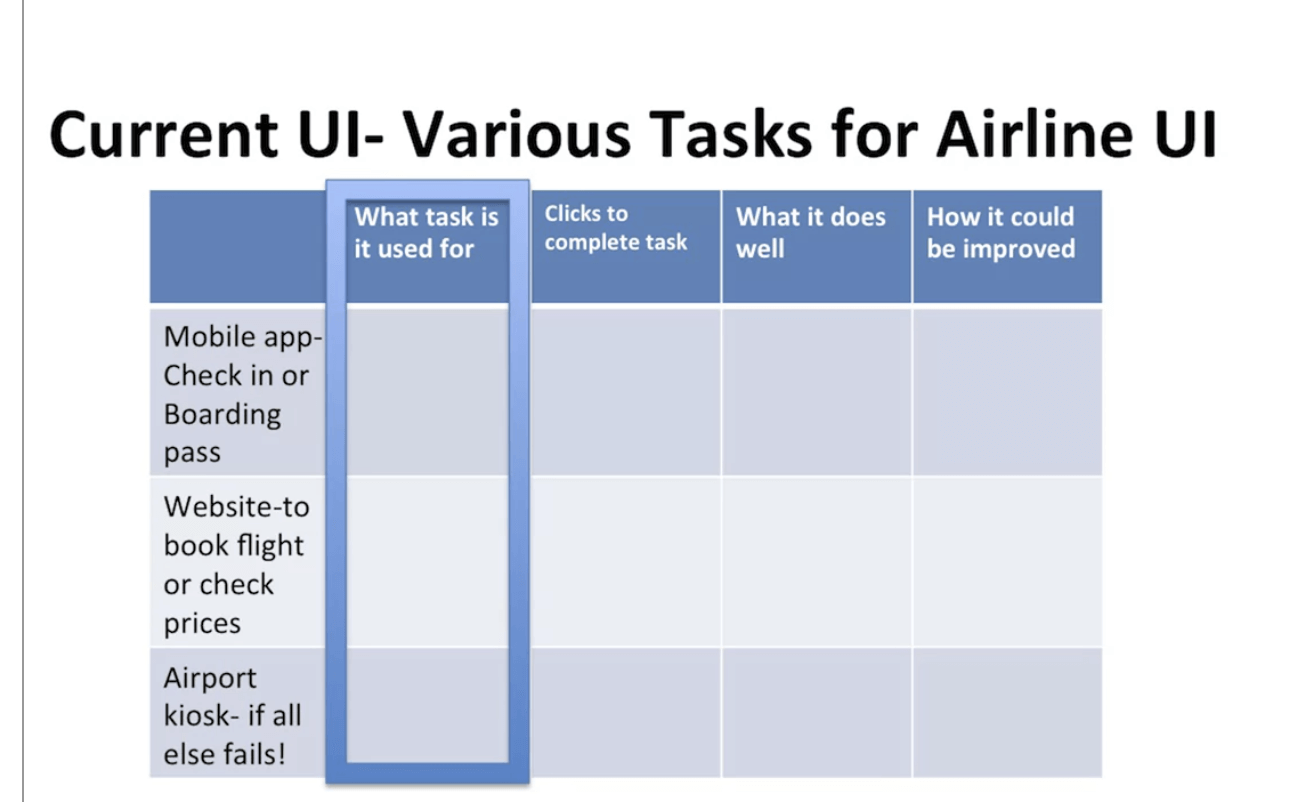 Current UI- Various Tasks for Airline UI
What task is
it used for
Clicks to
complete task
What it does
well
How it could
be improved
Mobile app-
Check in or
Boarding
pass
Website-to
book flight
or check
prices
Airport
kiosk- if all
else fails!